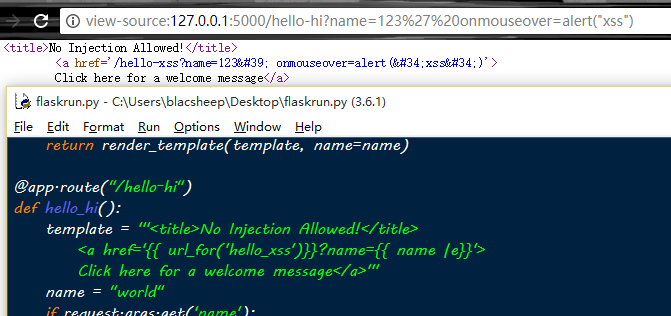 view-source:127.0.0.1:5000/hello-hi?name=123%27%20onmouseover=alert("xss")
<title>No Injection Allowed!</title>
<a href='/hello-xss?name=123&#39; onmouseover=alert(&#34;xss&#34;)'>
Click here for a welcome message</a>
flaskrun.py - C:\Users\blacsheep\Desktop\flaskrun.py (3.6.1)
File Edit Format Run Options Window Help
return render_template(template, name=name)
@app.route("/hello-hi")
def hello_hi():
template = '''<title>No Injection Allowed!</title>
<a href='{{ url_for('hello_xss')}}?name={{ name |e}}'>
Click here for a welcome message</a>'''
name = "world"
if request.args.get('name'):